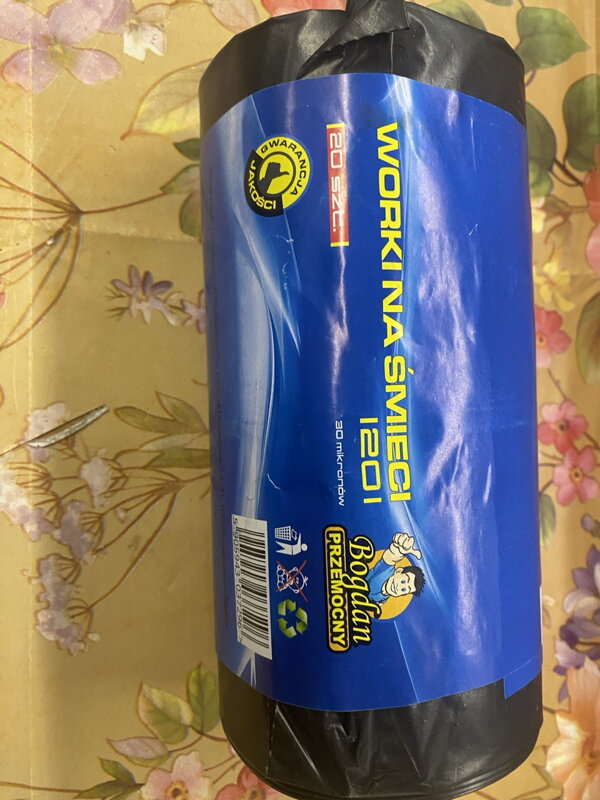 WORKI NA ŚMIECI
120 l
20 szt.
30 mikronów
GWARANCJA
JAKOŚCI
Bogdan
PRZEMOCNY